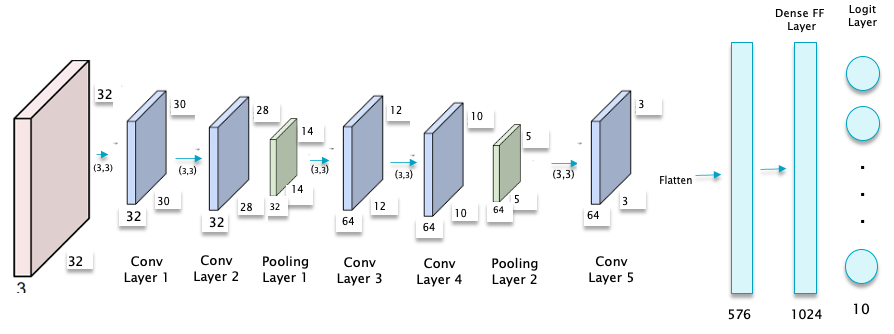 Dense FF
Layer
Logit
Layer
32
32
3
(3,3)
30
30
32
Conv
Layer 1
(3,3)
28
28
32
Conv
Layer 2
14
14
32
Pooling
Layer 1
(3,3)
12
12
64
Conv
Layer 3
(3,3)
10
10
64
Conv
Layer 4
5
5
64
Pooling
Layer 2
(3,3)
3
3
64
Conv
Layer 5
Flatten
576
1024
10